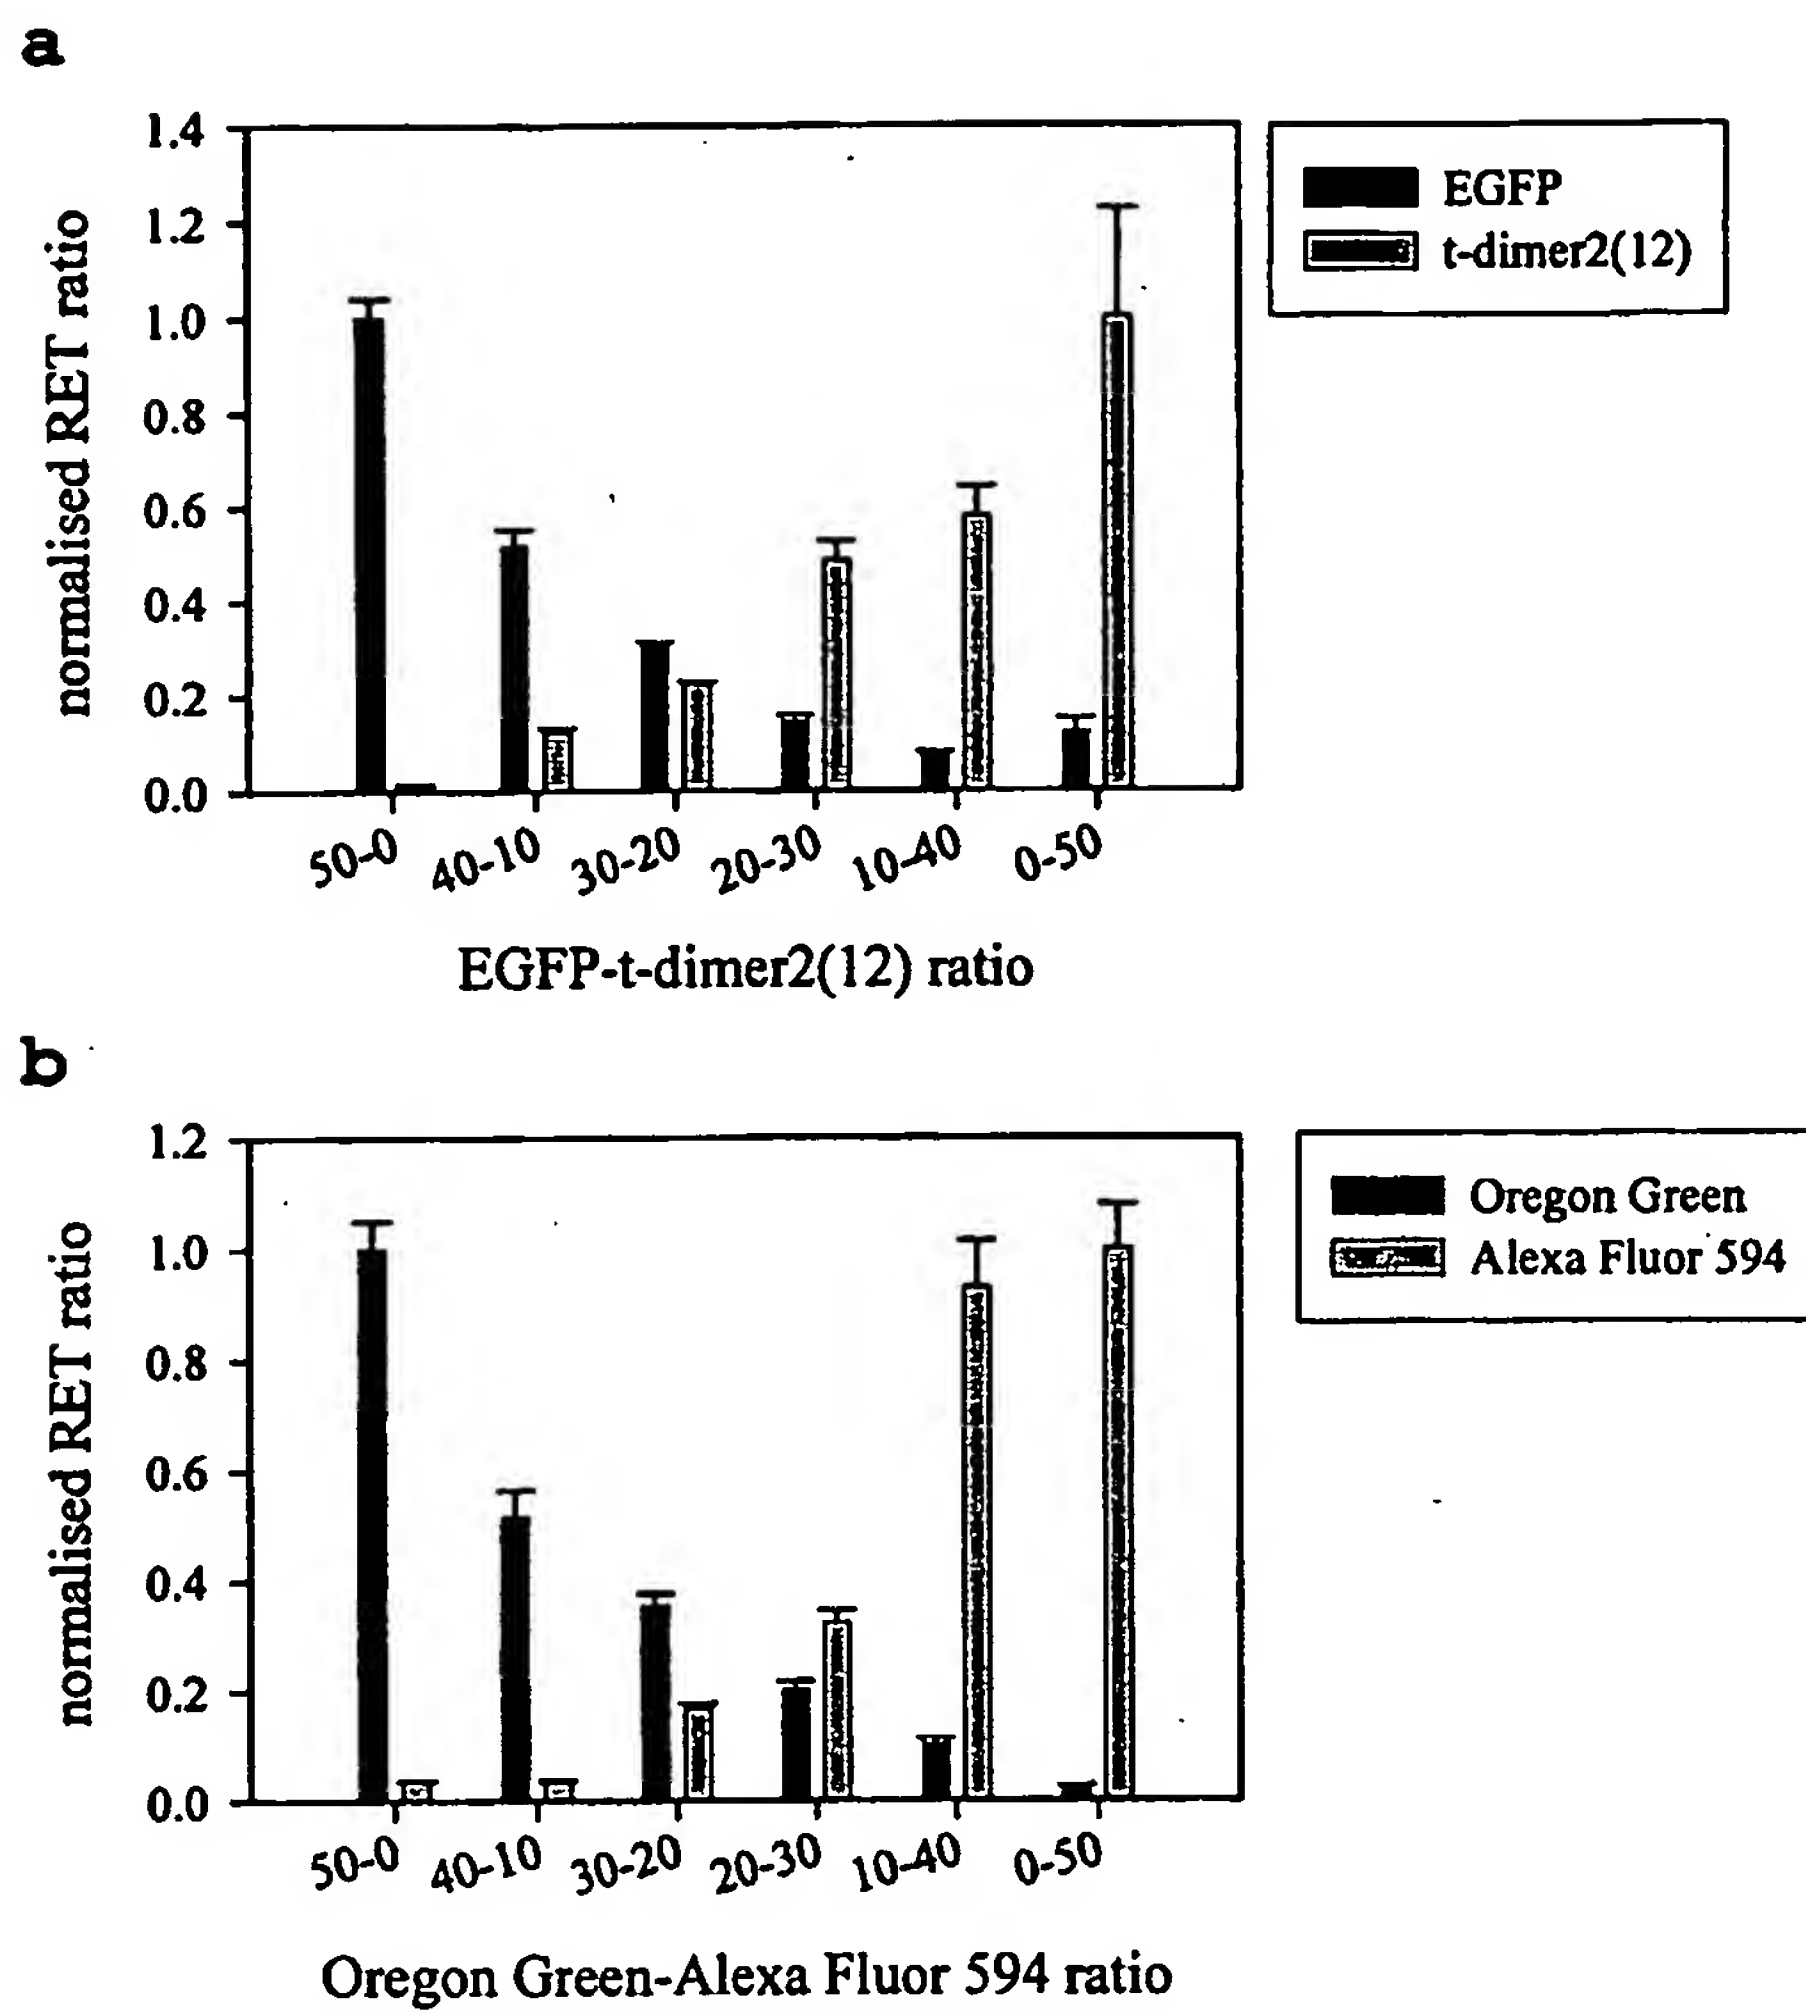 a
1.4
1.2
1.0
0.8
0.6
0.4
0.2
0.0
normalised RET ratio
EGFP
t-dimer2(12)
50-0 40-10 30-20 20-30 10-40 0-50
EGFP-t-dimer2(12) ratio
b
1.2
1.0
0.8
0.6
0.4
0.2
0.0
normalised RET ratio
Oregon Green
Alexa Fluor 594
50-0 40-10 30-20 20-30 10-40 0-50
Oregon Green-Alexa Fluor 594 ratio